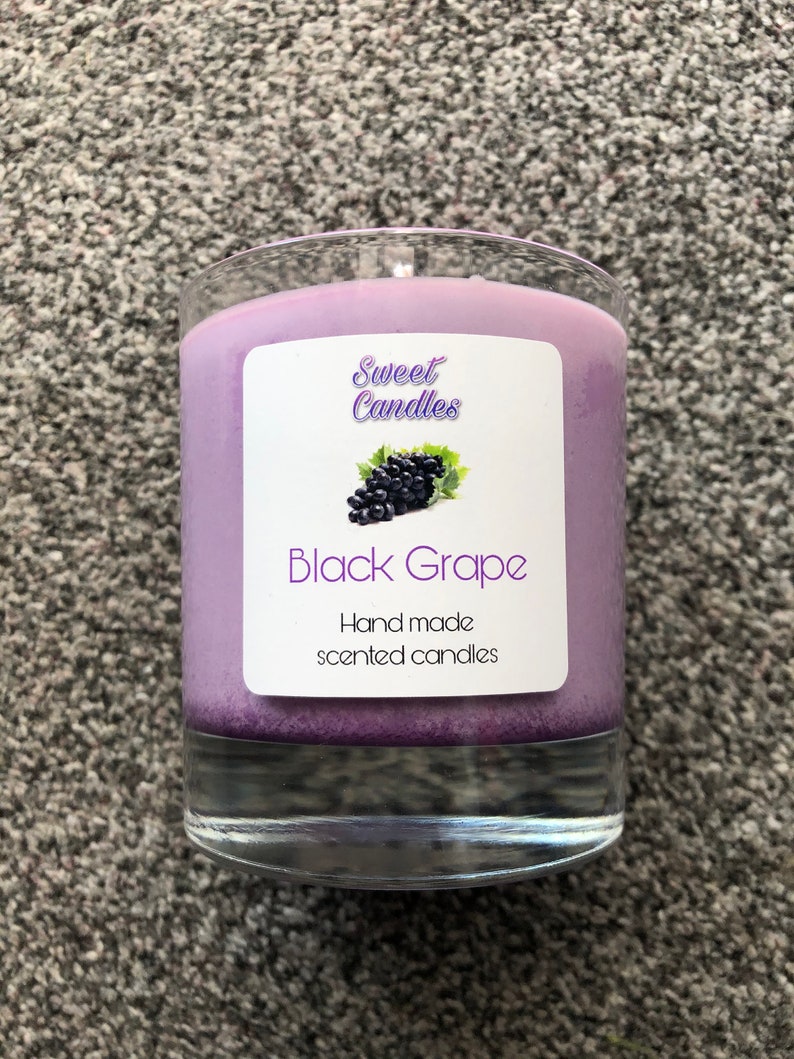 Sweet
Candles
Black Grape
Hand made
scented candles